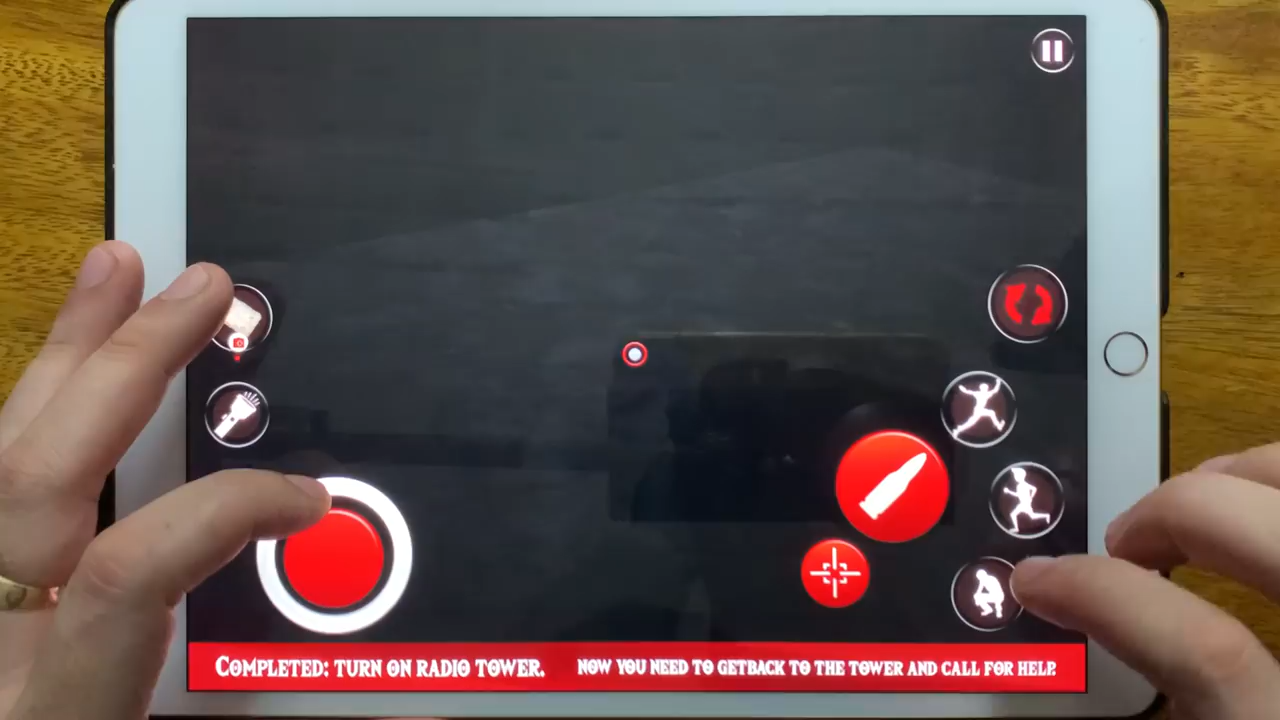 COMPLETED: TURN ON RADIO TOWER. NOW YOU NEED TO GETBACK TO THE TOWER AND CALL FOR HELP.